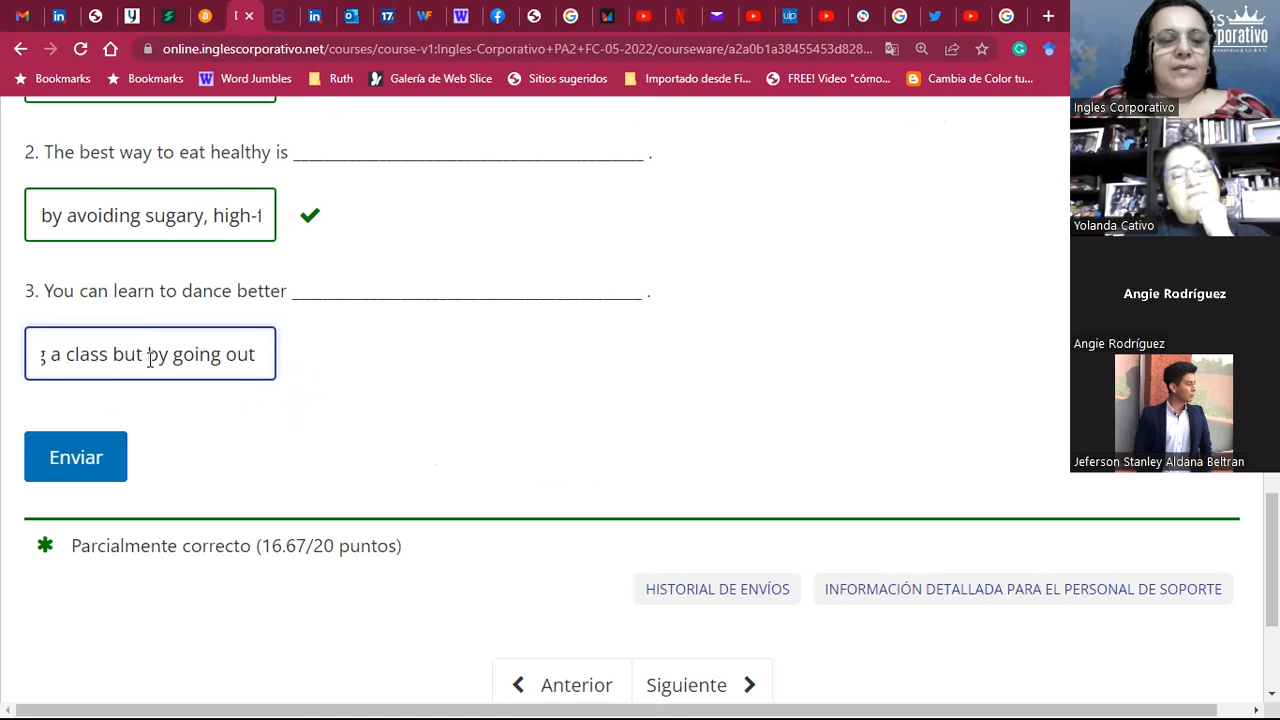 online.inglescorporativo.net/courses/course-v1:Ingles-Corporativo+PA2+FC-05-2022/courseware/a2a0b1a38455453d828...
Bookmarks Bookmarks Word Jumbles Ruth Galería de Web Slice Sitios sugeridos Importado desde Fi... FREE! Video "cómo... Cambia de Color tu...
2. The best way to eat healthy is ______________________________________ .
by avoiding sugary, high-f
3. You can learn to dance better ______________________________________ .
g a class but by going out
Enviar
Parcialmente correcto (16.67/20 puntos)
HISTORIAL DE ENVÍOS INFORMACIÓN DETALLADA PARA EL PERSONAL DE SOPORTE
Anterior Siguiente
Ingles Corporativo
Yolanda Cativo
Angie Rodríguez
Angie Rodríguez
Jeferson Stanley Aldana Beltran